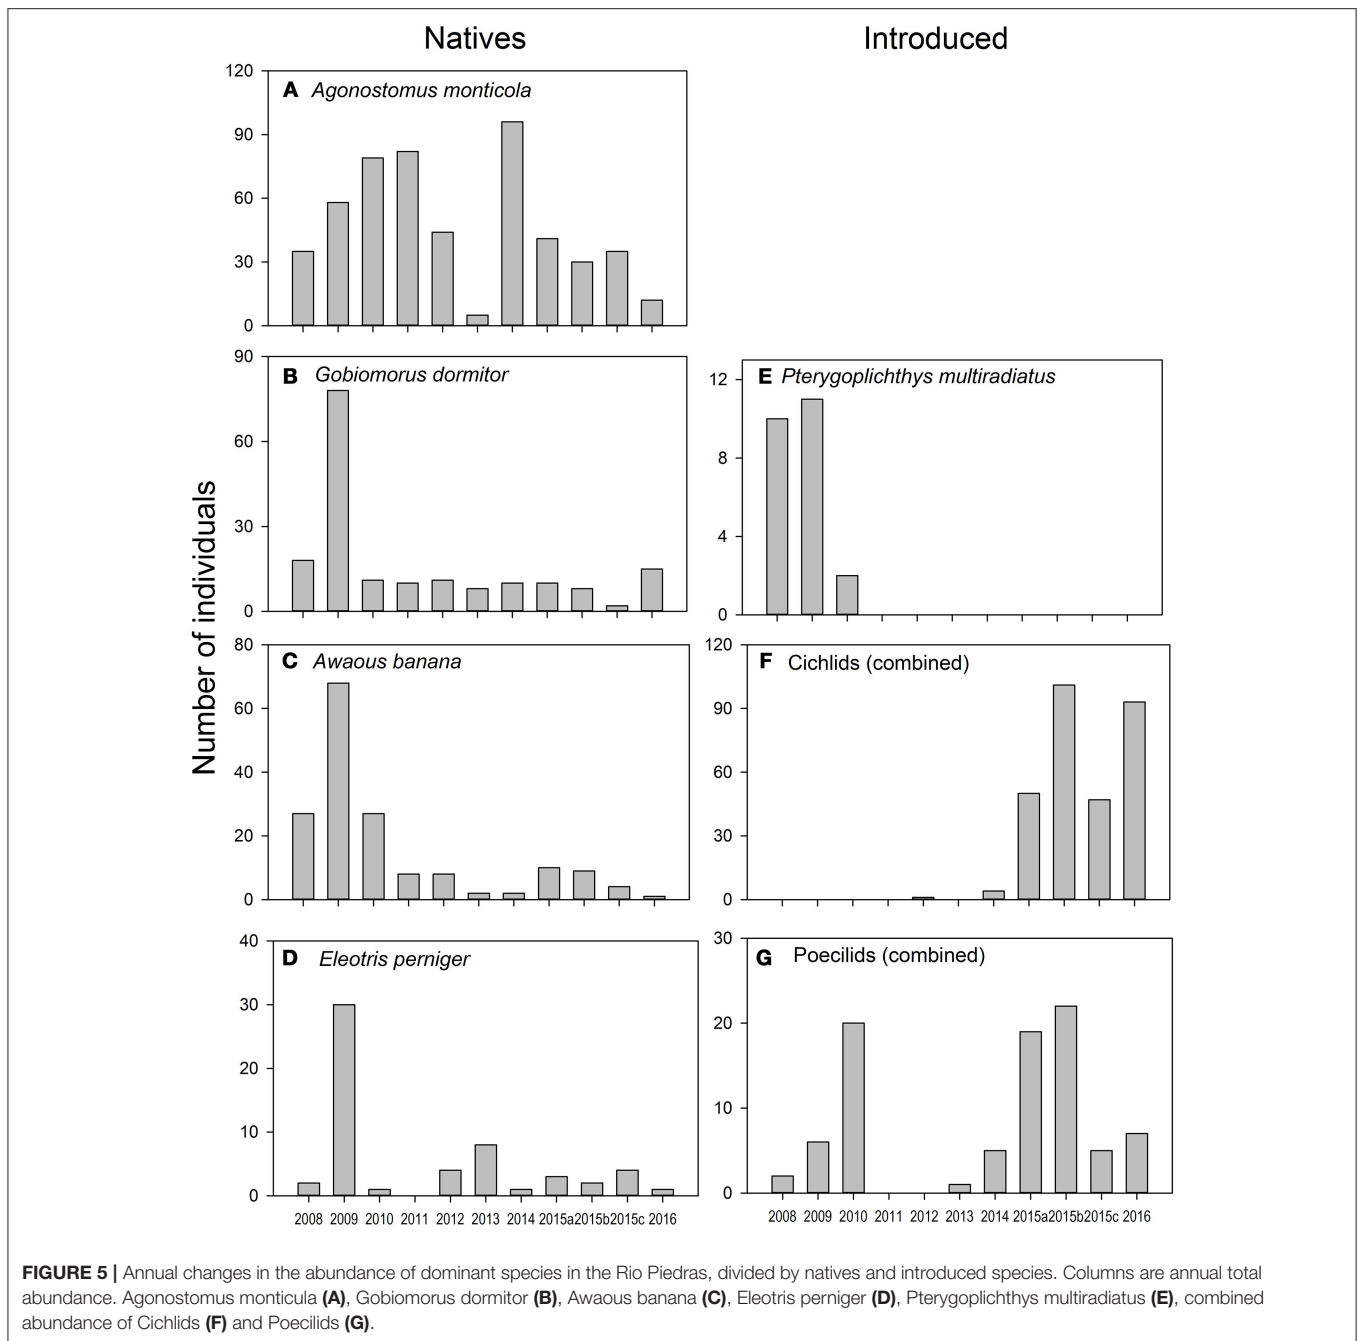 Natives
Introduced
A Agonostomus monticola
120
90
60
30
0
B Gobiomorus dormitor
90
60
30
0
E Pterygoplichthys multiradiatus
12
8
4
0
Number of individuals
C Awaous banana
80
60
40
20
0
F Cichlids (combined)
120
90
60
30
0
D Eleotris perniger
40
30
20
10
0
2008 2009 2010 2011 2012 2013 2014 2015a 2015b 2015c 2016
G Poecilids (combined)
30
20
10
0
2008 2009 2010 2011 2012 2013 2014 2015a 2015b 2015c 2016
FIGURE 5 | Annual changes in the abundance of dominant species in the Rio Piedras, divided by natives and introduced species. Columns are annual total
abundance. Agonostomus monticula (A), Gobiomorus dormitor (B), Awaous banana (C), Eleotris perniger (D), Pterygoplichthys multiradiatus (E), combined
abundance of Cichlids (F) and Poecilids (G).